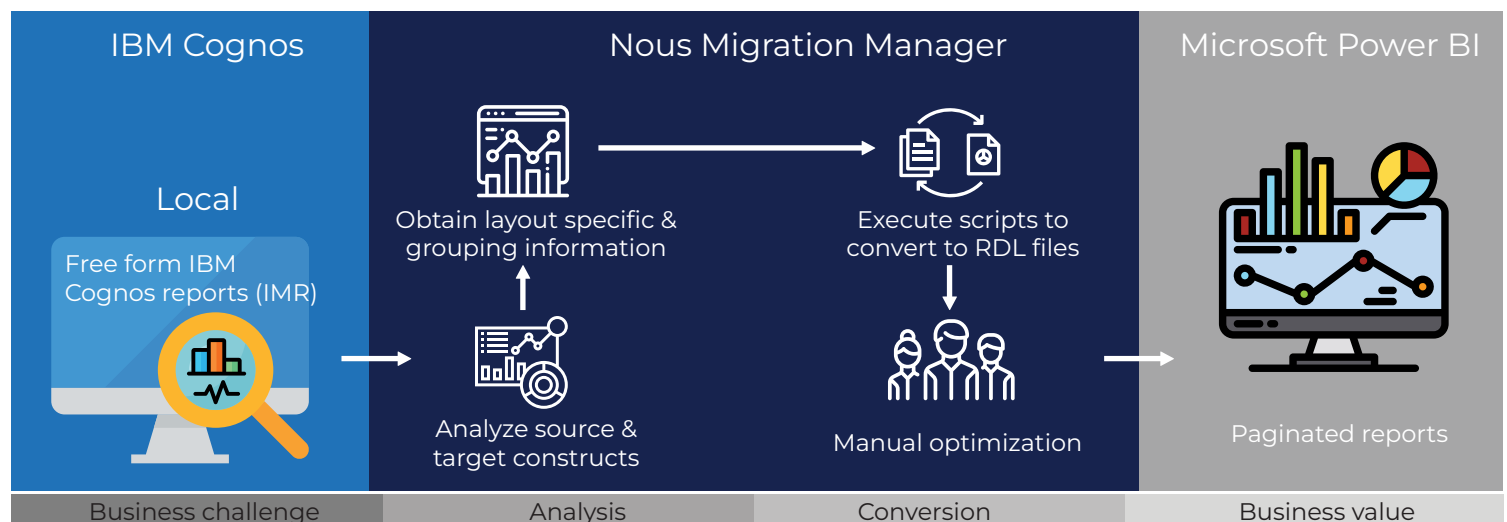 IBM Cognos
Nous Migration Manager
Microsoft Power BI
Local
Free form IBM
Cognos reports (IMR)
Obtain layout specific &
grouping information
Execute scripts to
convert to RDL files
Analyze source &
target constructs
Manual optimization
Paginated reports
Business challenge
Analysis
Conversion
Business value